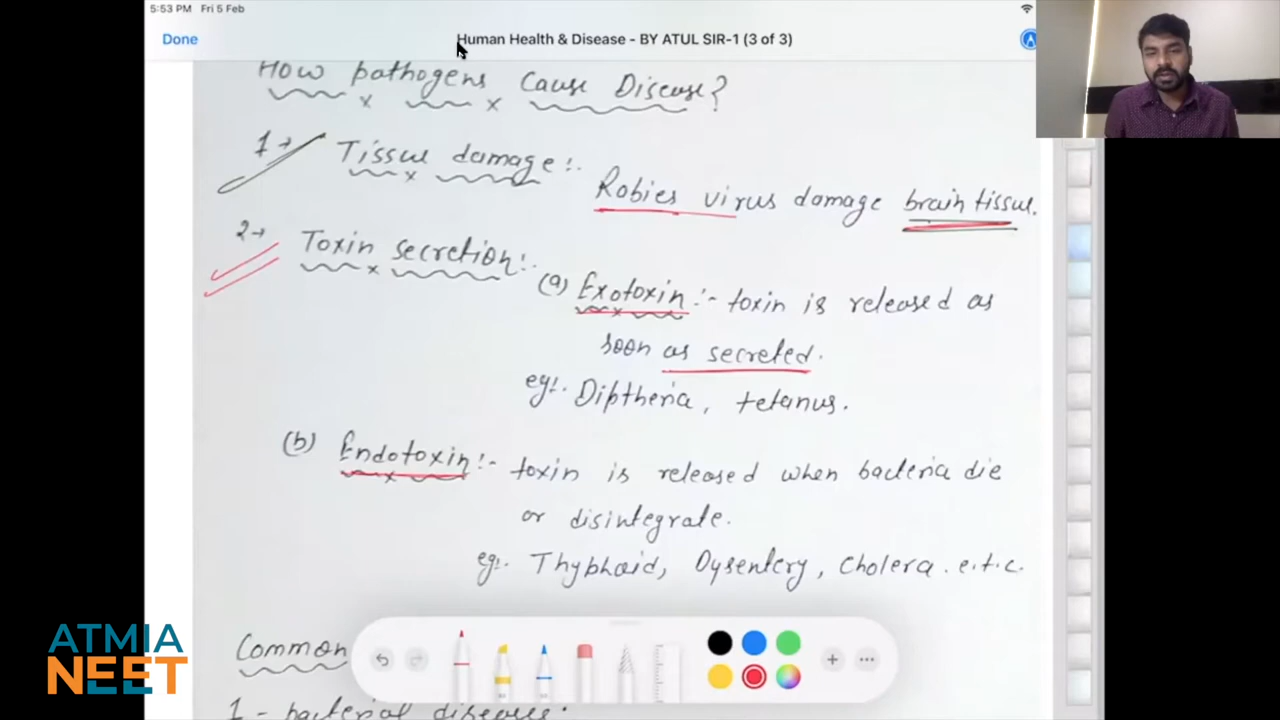 5:53 PM Fri 5 Feb
Done
Human Health & Disease - BY ATUL SIR-1 (3 of 3)
How pathogens cause Disease?
1→ Tissue damage:.
Rabies virus damage brain tissue.
2→ Toxin secretion:.
(a) Exotoxin:- toxin is released as
soon as secreted.
eg:. Diptheria, tetanus.
(b) Endotoxin:- toxin is released when bacteria die
or disintegrate.
eg:. Thyphoid, Dysentery, Cholera. e.t.c.
Common
1 - bacterial diseases:
ATMIA
NEET